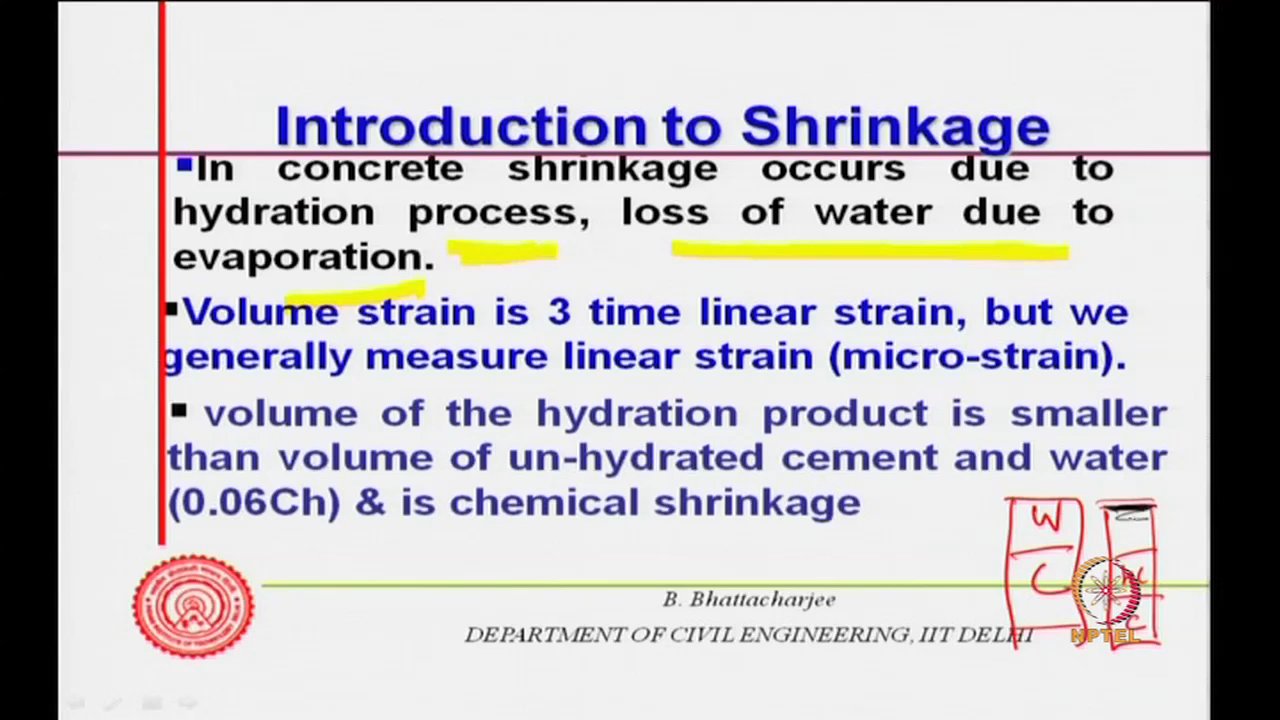 Introduction to Shrinkage
In concrete shrinkage occurs due to
hydration process, loss of water due to
evaporation.
Volume strain is 3 time linear strain, but we
generally measure linear strain (micro-strain).
volume of the hydration product is smaller
than volume of un-hydrated cement and water
(0.06Ch) & is chemical shrinkage
W
C
B. Bhattacharjee
DEPARTMENT OF CIVIL ENGINEERING, IIT DELHI
NPTEL